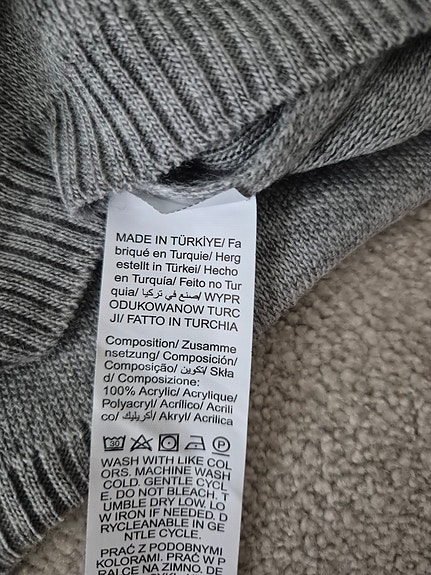 MADE IN TÜRKİYE/ Fa
briqué en Turquie/ Herg
estellt in Türkei/ Hecho
en Turquía/ Feito no Tur
quia/ صنع في تركيا/ WYPR
ODUKOWANOW TURC
JI/ FATTO IN TURCHIA
Composition/ Zusamme
nsetzung/ Composición/
Composição/ تكوين/ Skła
d/ Composizione:
100% Acrylic/ Acrylique/
Polyacryl/ Acrílico/ Acríli
co/ أكريليك/ Akryl/ Acrilica
30 P
WASH WITH LIKE COL
ORS. MACHINE WASH
COLD. GENTLE CYCL
E. DO NOT BLEACH. T
UMBLE DRY LOW. LO
W IRON IF NEEDED. D
RYCLEANABLE IN GE
NTLE CYCLE.
PRAĆ Z PODOBNYMI
KOLORAMI. PRAĆ W P
RALCE NA ZIMNO. DE